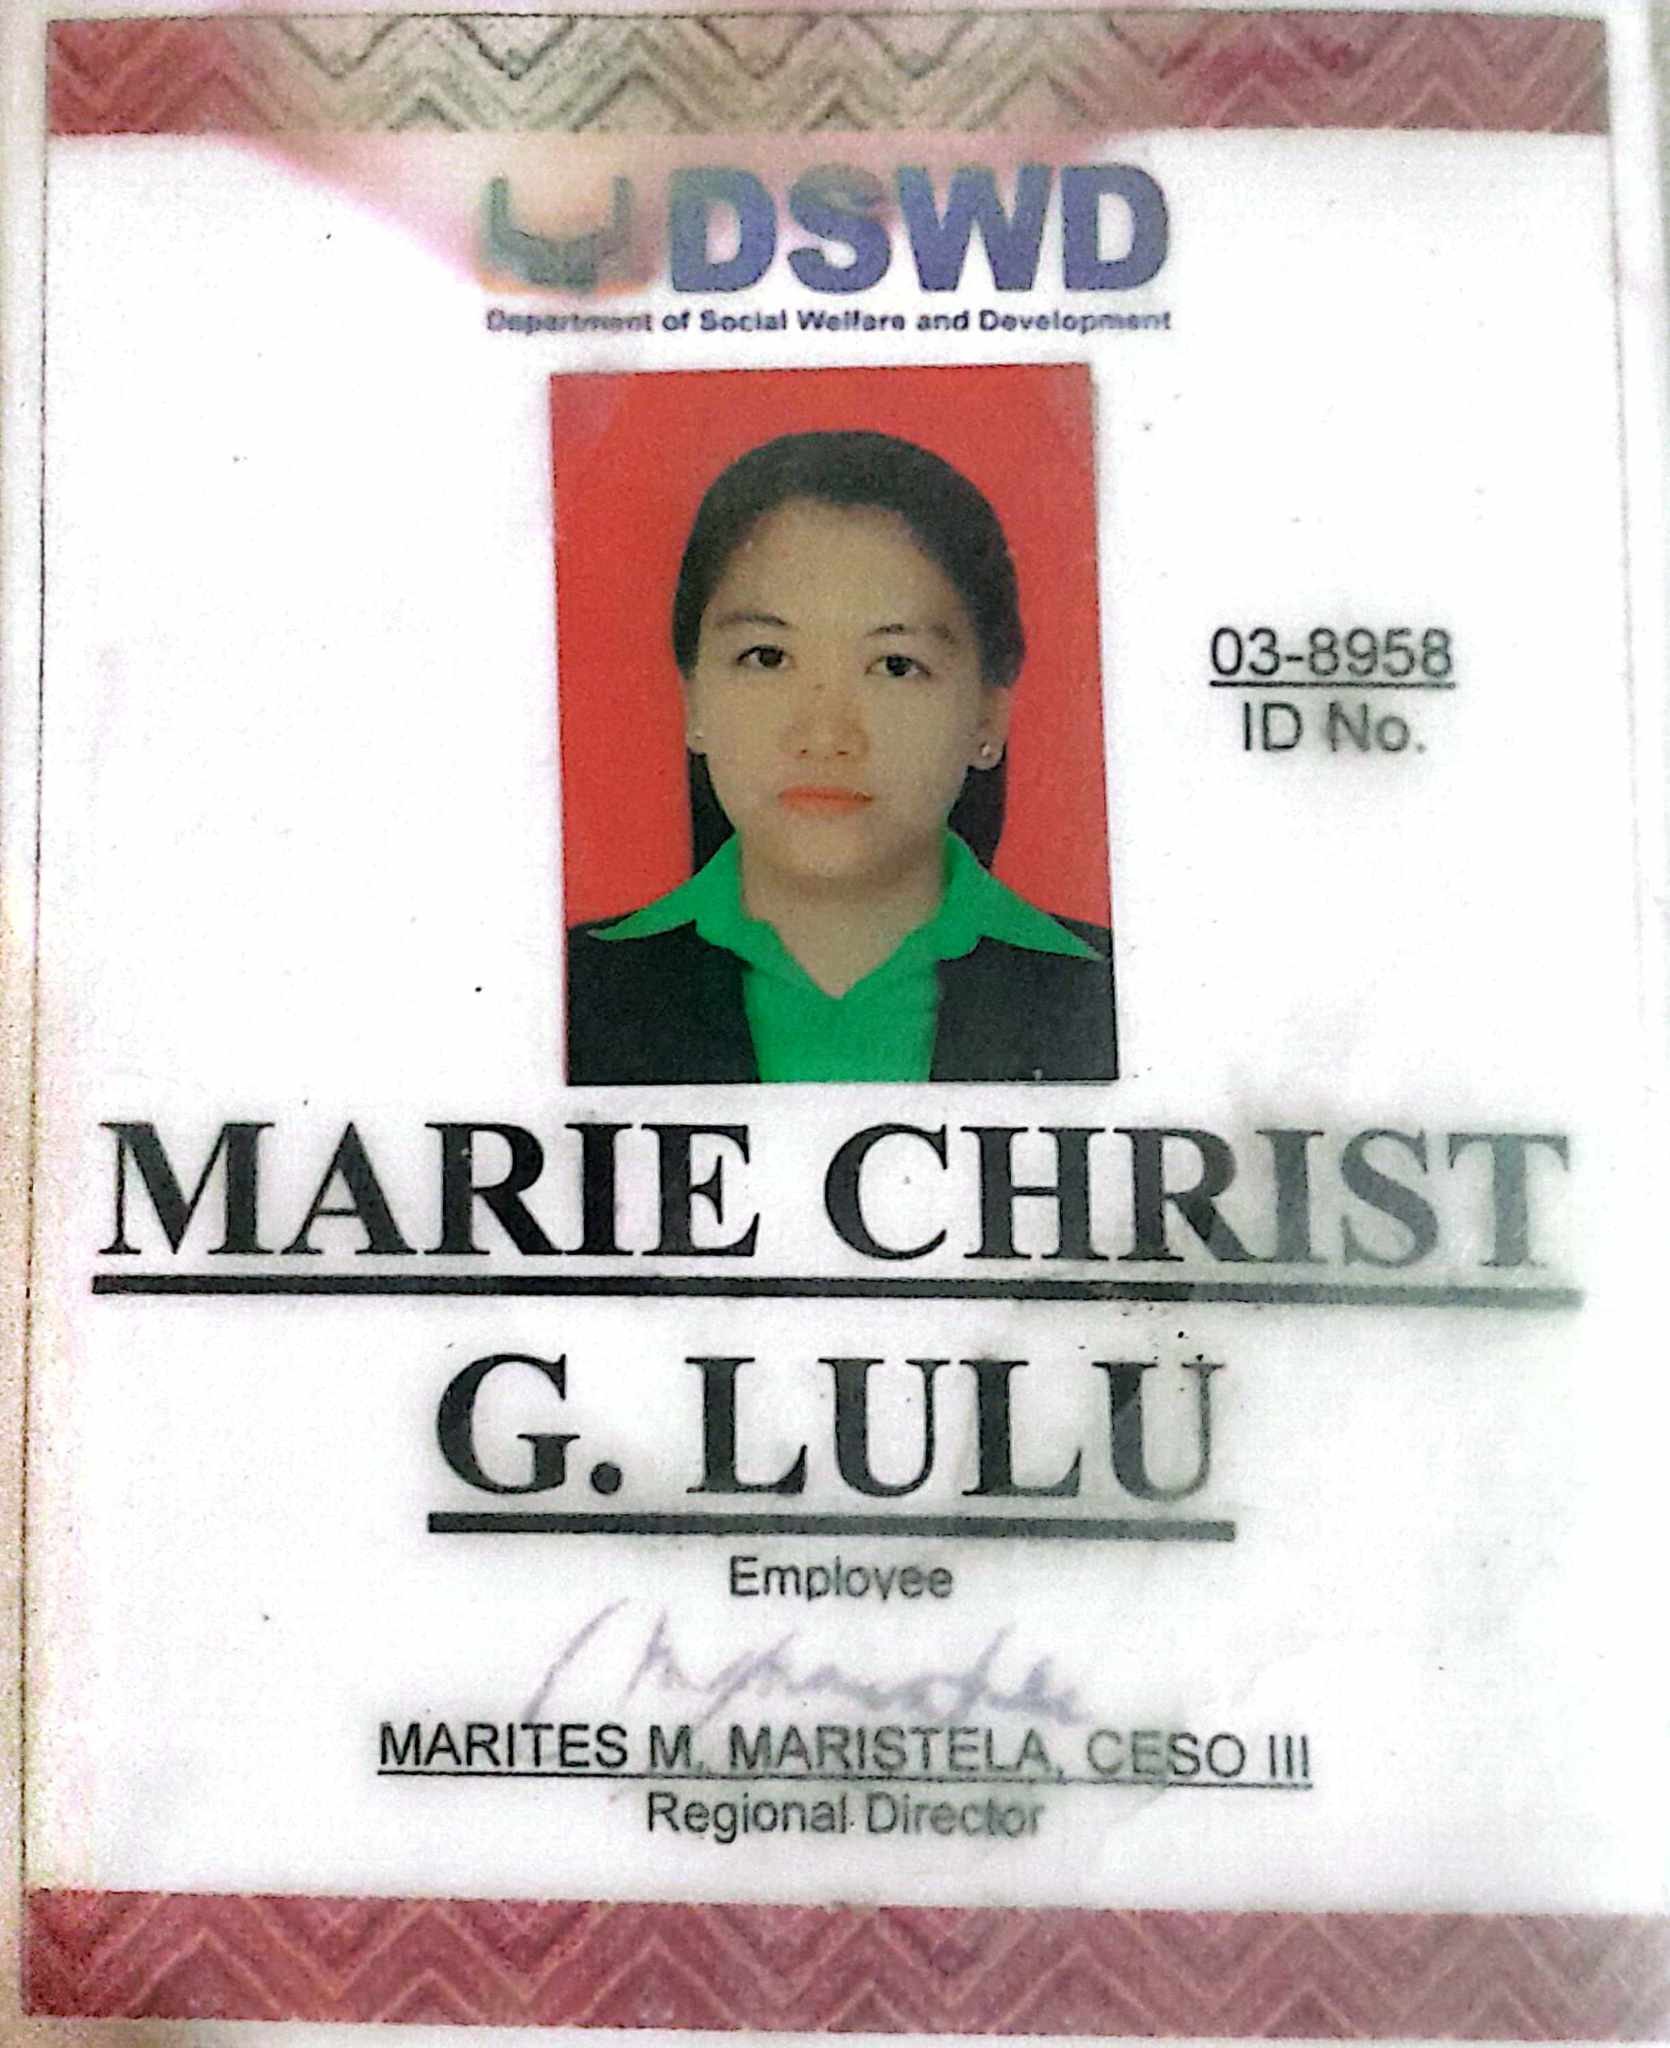 DSWD
Department of Social Welfare and Development
03-8958
ID No.
MARIE CHRIST
G. LULU
Employee
MARITES M. MARISTELA, CESO III
Regional Director